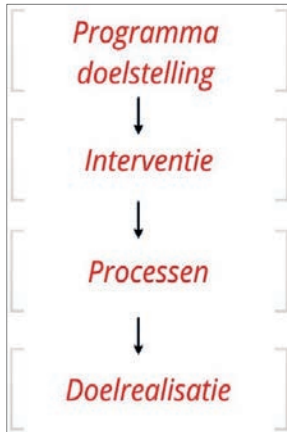 Programma
doelstelling
Interventie
Processen
Doelrealisatie